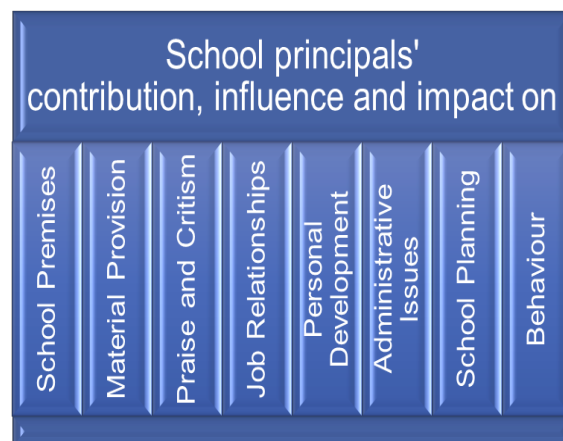 School principals'
contribution, influence and impact on
School Premises
Material Provision
Praise and Critism
Job Relationships
Personal
Development
Administrative
Issues
School Planning
Behaviour